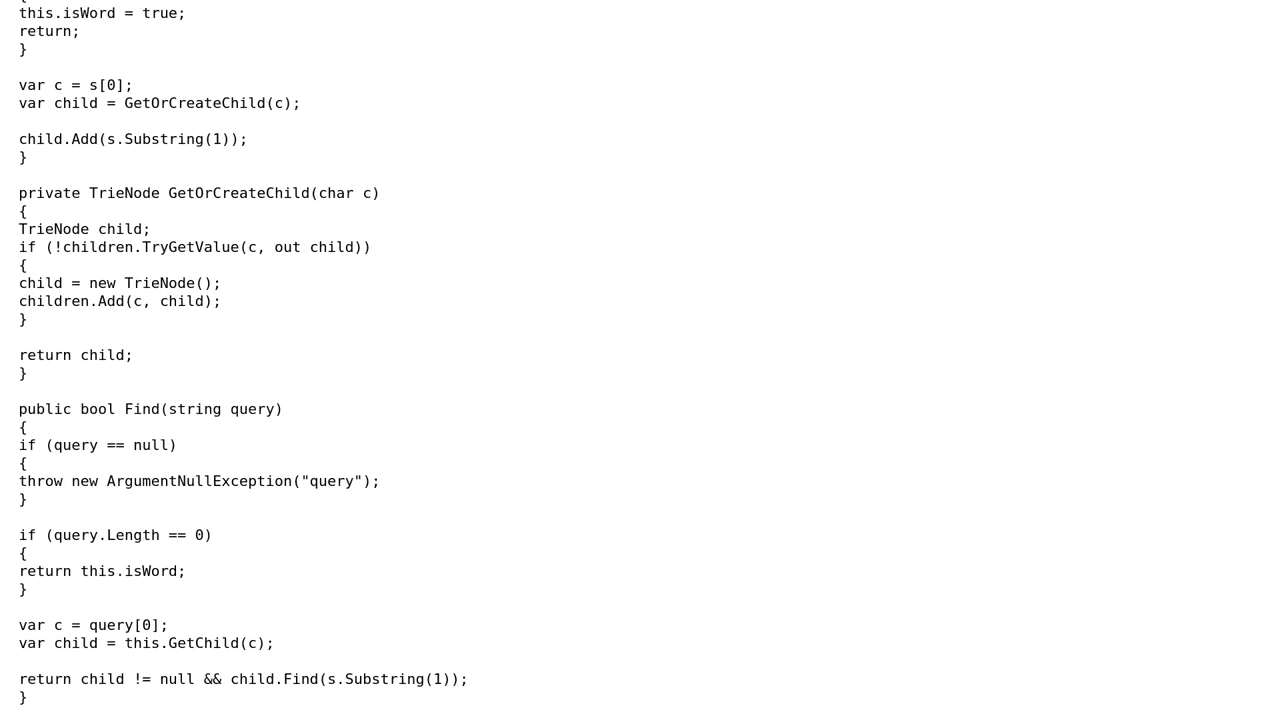 {
this.isWord = true;
return;
}
var c = s[0];
var child = GetOrCreateChild(c);
child.Add(s.Substring(1));
}
private TrieNode GetOrCreateChild(char c)
{
TrieNode child;
if (!children.TryGetValue(c, out child))
{
child = new TrieNode();
children.Add(c, child);
}
return child;
}
public bool Find(string query)
{
if (query == null)
{
throw new ArgumentNullException("query");
}
if (query.Length == 0)
{
return this.isWord;
}
var c = query[0];
var child = this.GetChild(c);
return child != null && child.Find(s.Substring(1));
}